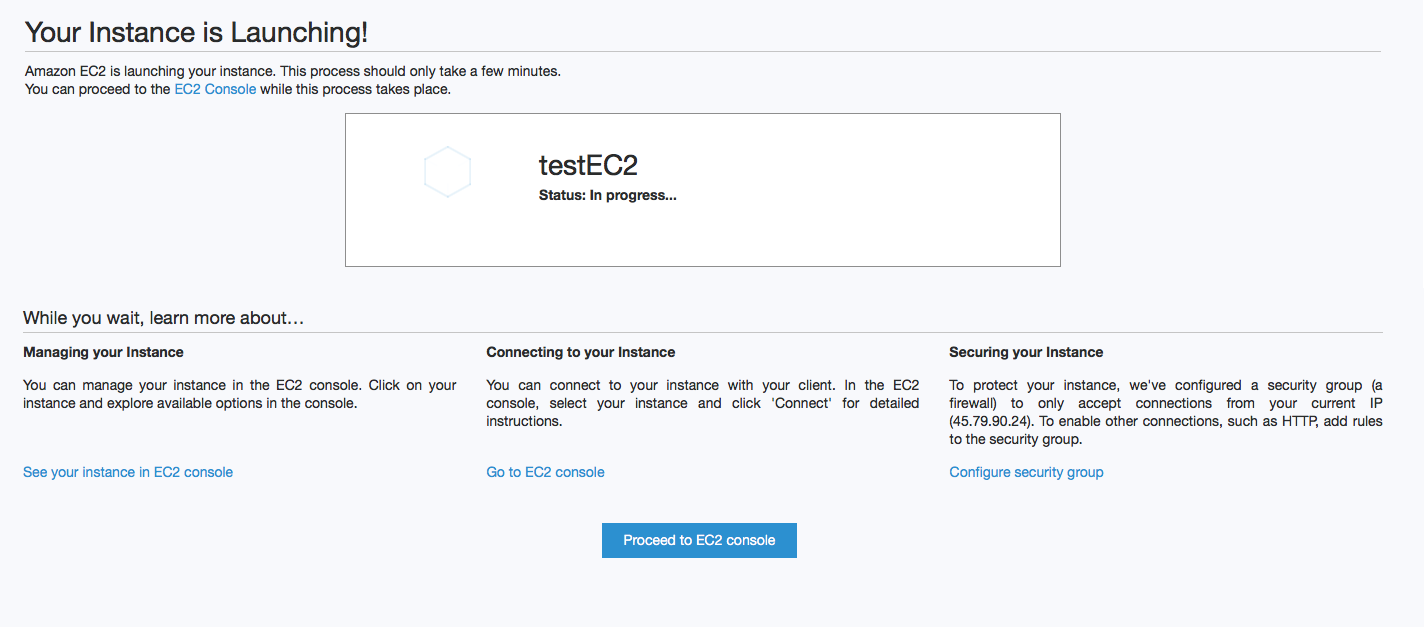 Your Instance is Launching!
Amazon EC2 is launching your instance. This process should only take a few minutes.
You can proceed to the EC2 Console while this process takes place.
testEC2
Status: In progress...
While you wait, learn more about…
Managing your Instance
You can manage your instance in the EC2 console. Click on your
instance and explore available options in the console.
See your instance in EC2 console
Connecting to your Instance
You can connect to your instance with your client. In the EC2
console, select your instance and click 'Connect' for detailed
instructions.
Go to EC2 console
Securing your Instance
To protect your instance, we've configured a security group (a
firewall) to only accept connections from your current IP
(45.79.90.24). To enable other connections, such as HTTP, add rules
to the security group.
Configure security group
Proceed to EC2 console